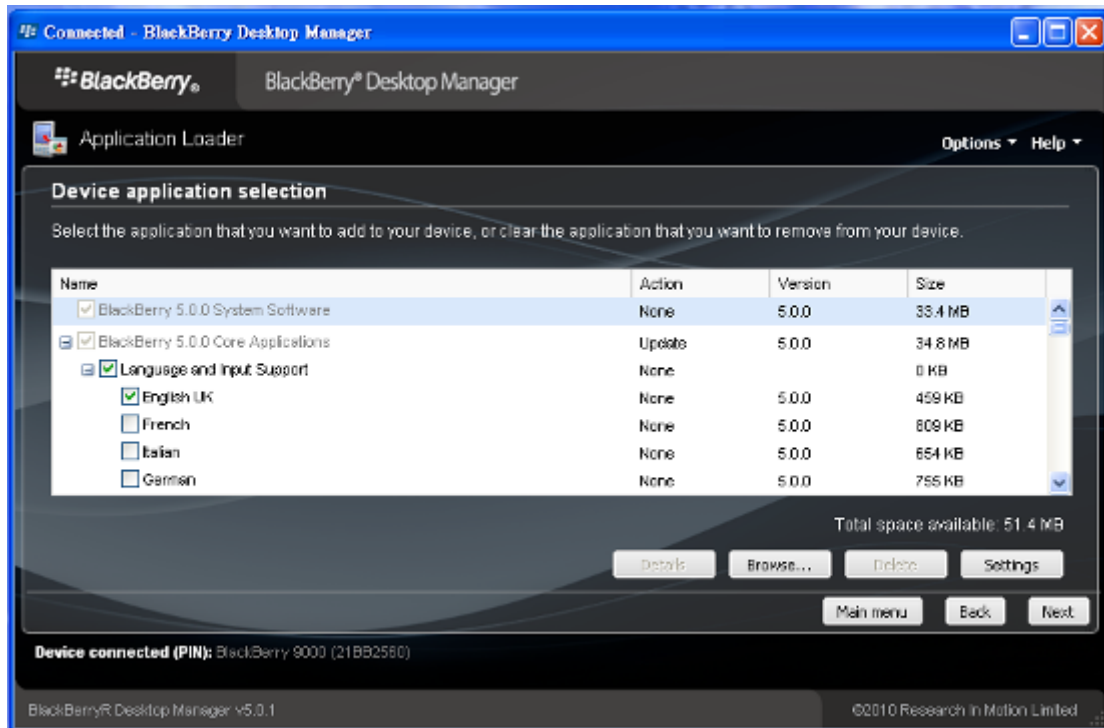 Connected - BlackBerry Desktop Manager
BlackBerry® BlackBerry® Desktop Manager
Application Loader Options Help
Device application selection
Select the application that you want to add to your device, or clear the application that you want to remove from your device.
Name Action Version Size
BlackBerry 5.0.0 System Software None 5.0.0 33.4 MB
BlackBerry 5.0.0 Core Applications Update 5.0.0 34.8 MB
Language and Input Support None 0 KB
English UK None 5.0.0 459 KB
French None 5.0.0 809 KB
Italian None 5.0.0 654 KB
German None 5.0.0 755 KB
Total space available: 51.4 MB
Details Browse... Delete Settings
Main menu Back Next
Device connected (PIN): BlackBerry 9000 (21BB2560)
BlackBerryR Desktop Manager v5.0.1 ©2010 Research In Motion Limited